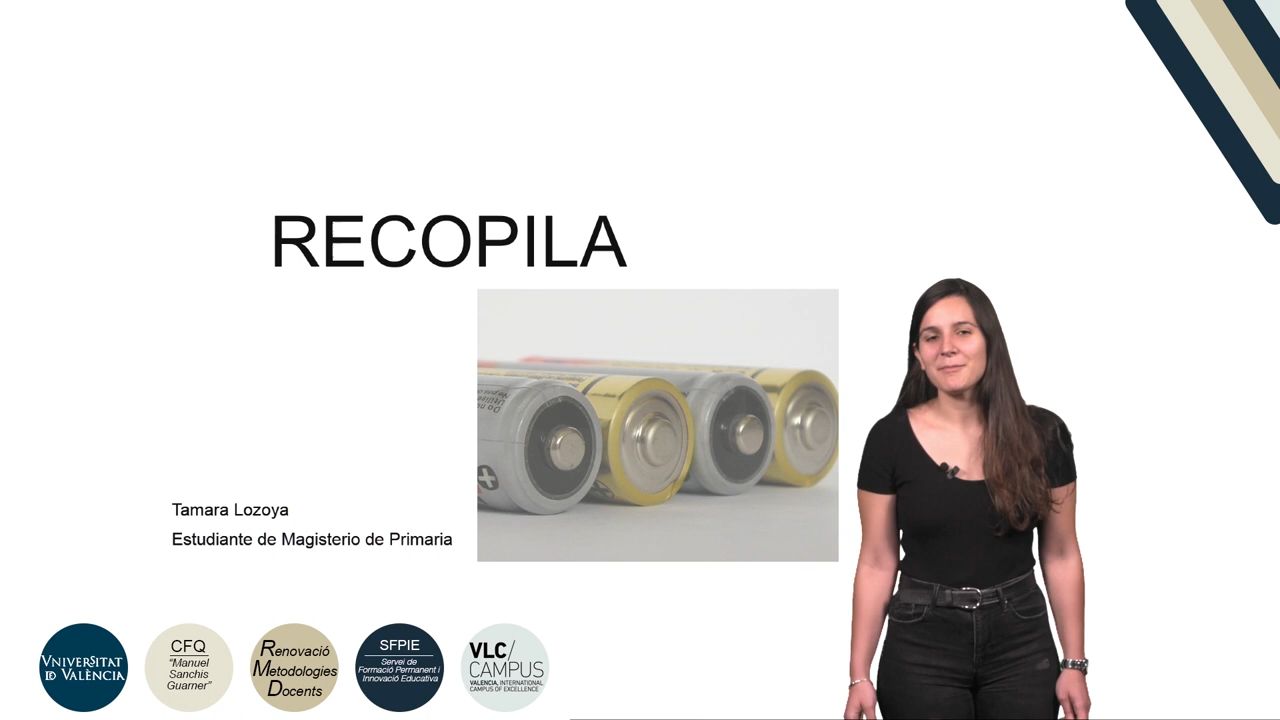 RECOPILA
Tamara Lozoya
Estudiante de Magisterio de Primaria
VNIVERSITAT
ID VALÈNCIA
CFQ
"Manuel
Sanchis
Guarner"
Renovació
Metodologies
Docents
SFPIE
Servei de
Formació Permanent i
Innovació Educativa
VLC/
CAMPUS
VALENCIA, INTERNATIONAL
CAMPUS OF EXCELLENCE